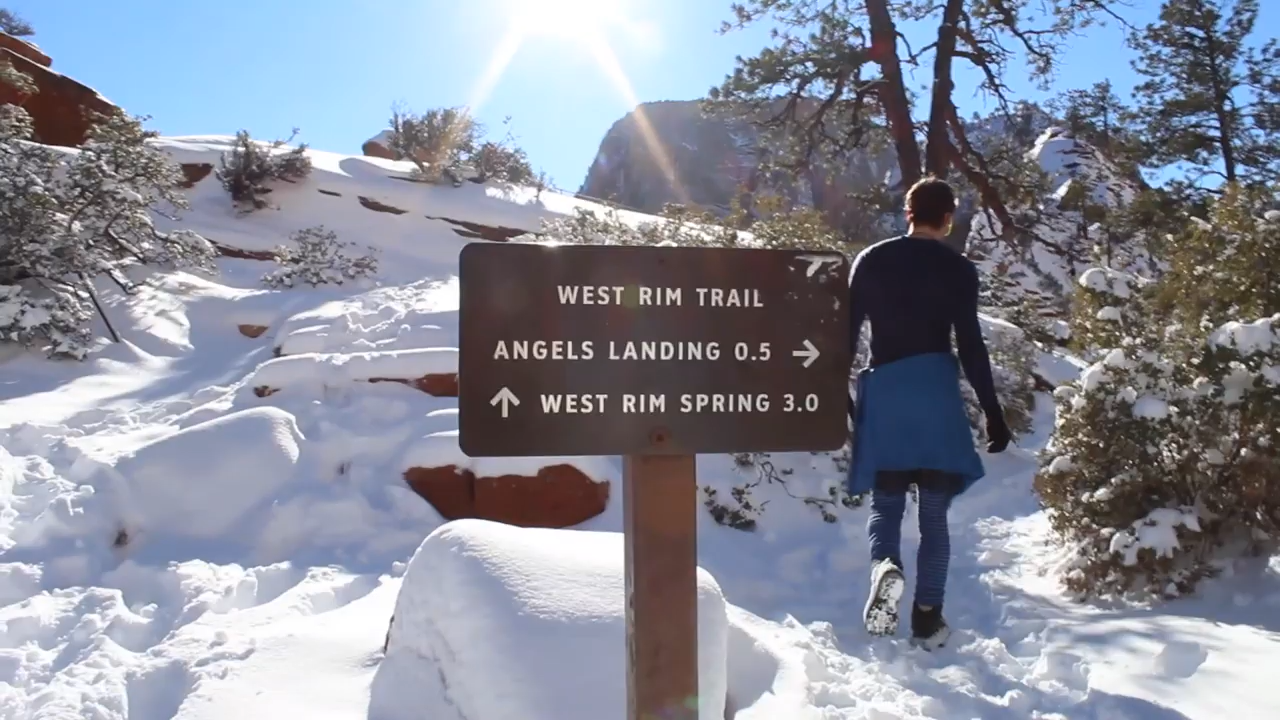 WEST RIM TRAIL
ANGELS LANDING 0.5 →
↑ WEST RIM SPRING 3.0